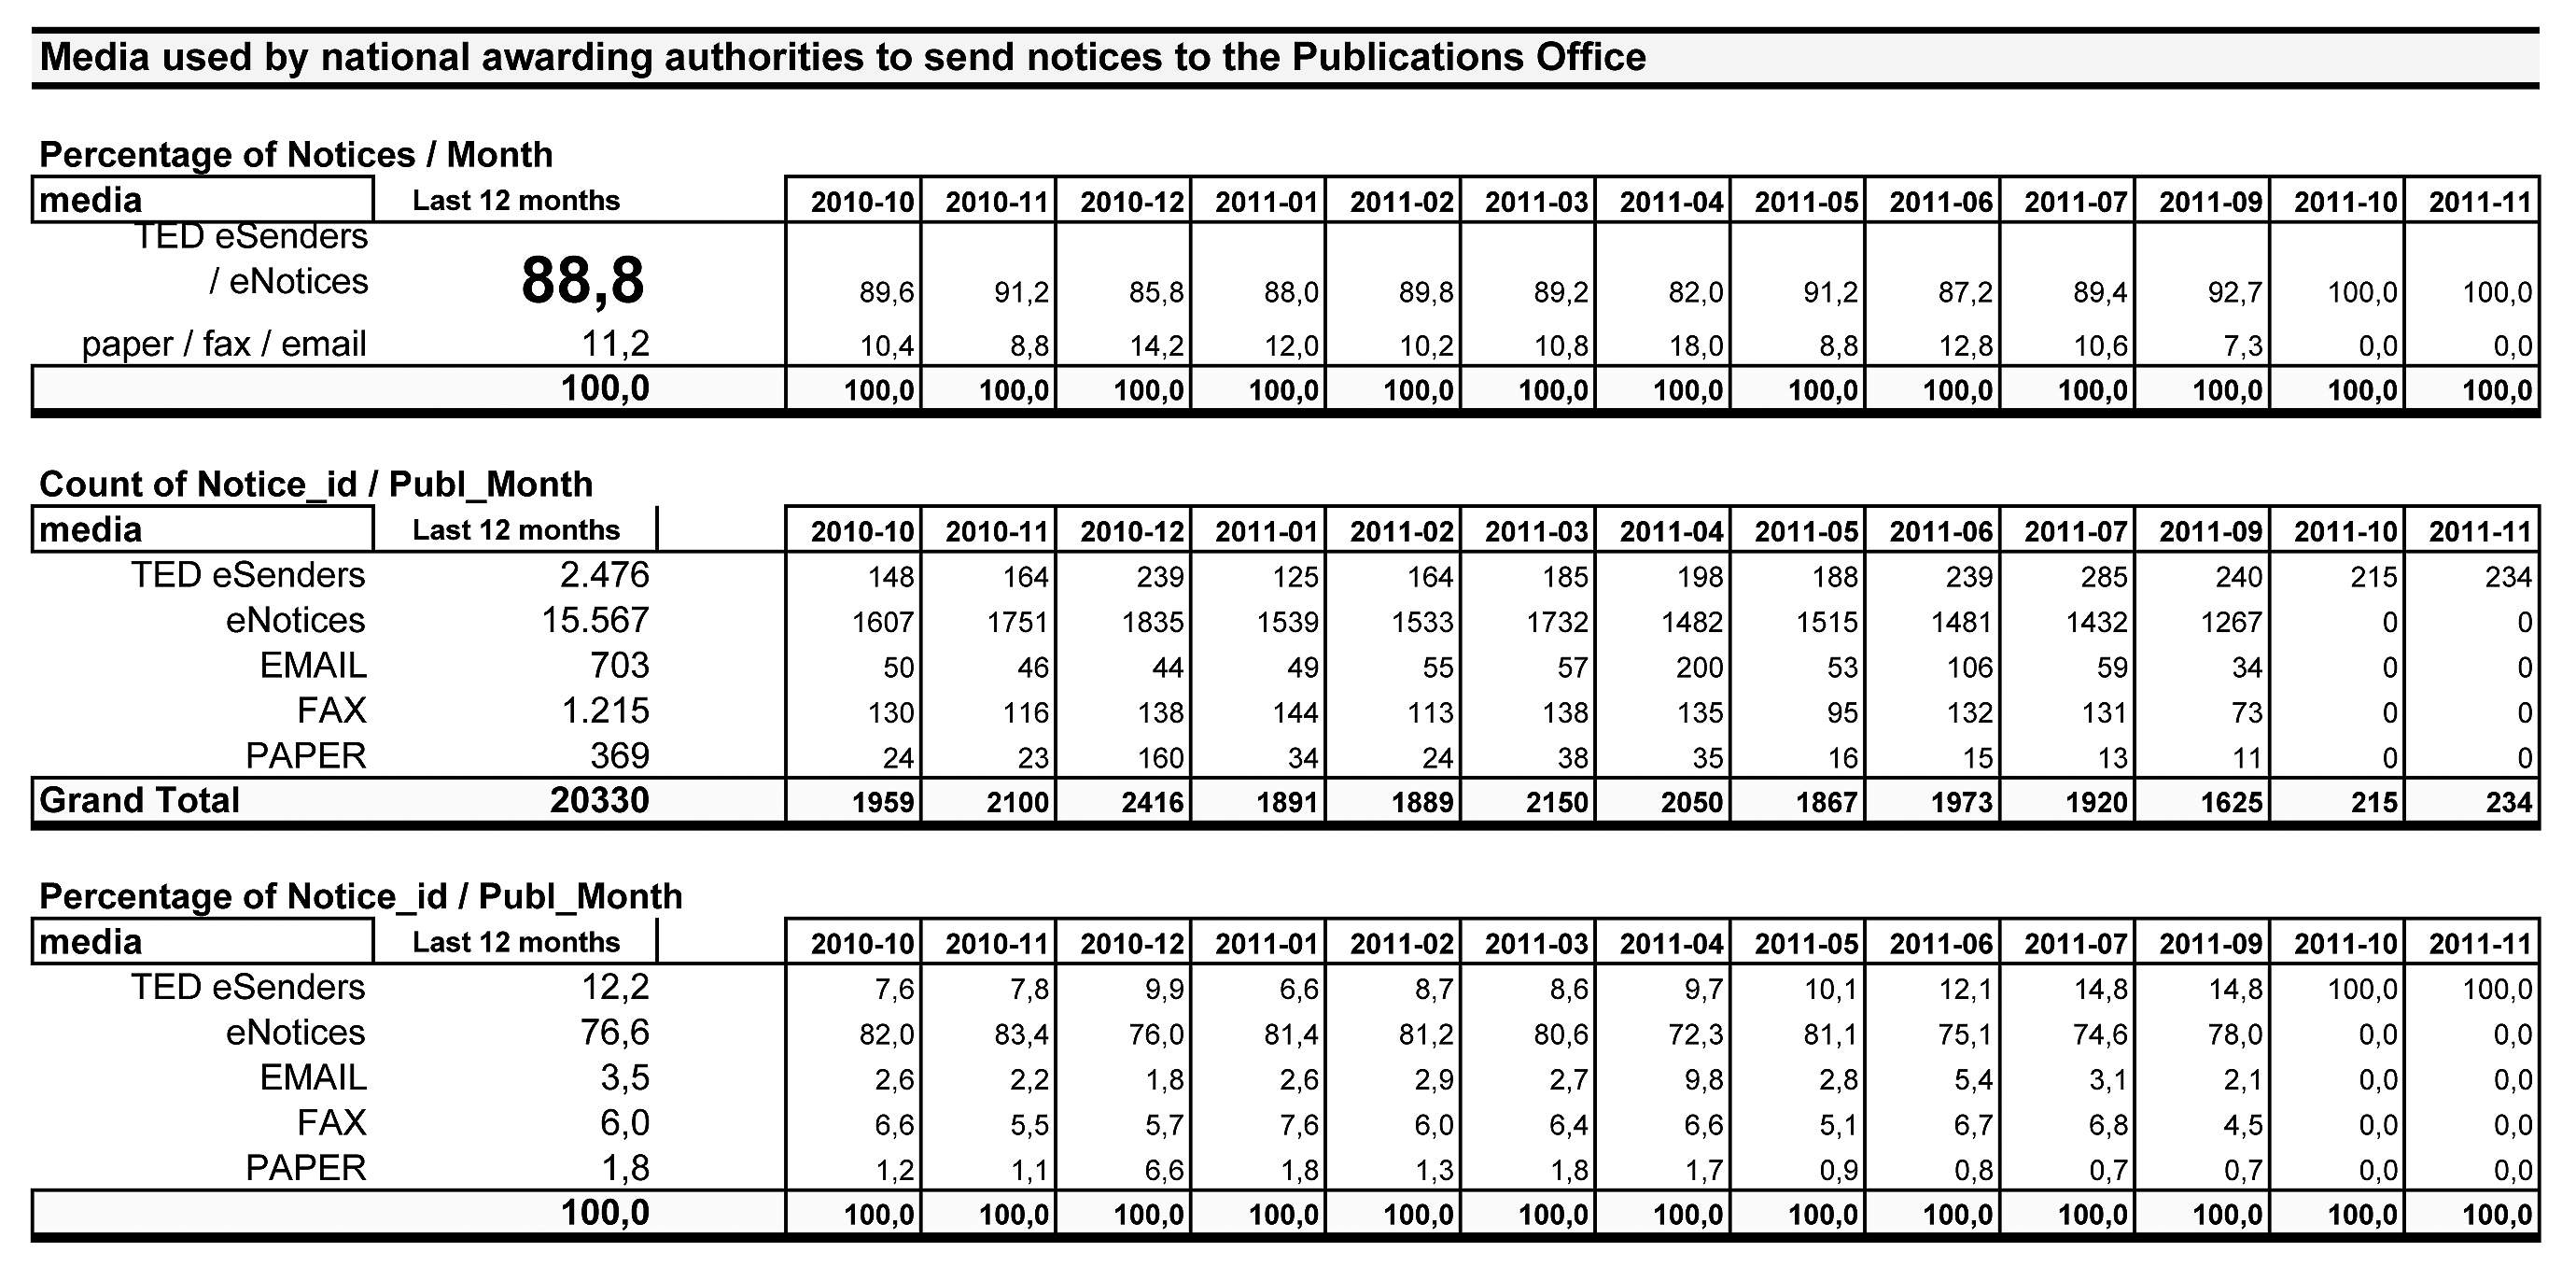 Media used by national awarding authorities to send notices to the Publications Office
Percentage of Notices / Month
media Last 12 months 2010-10 2010-11 2010-12 2011-01 2011-02 2011-03 2011-04 2011-05 2011-06 2011-07 2011-09 2011-10 2011-11
TED eSenders
/ eNotices 88,8 89,6 91,2 85,8 88,0 89,8 89,2 82,0 91,2 87,2 89,4 92,7 100,0 100,0
paper / fax / email 11,2 10,4 8,8 14,2 12,0 10,2 10,8 18,0 8,8 12,8 10,6 7,3 0,0 0,0
100,0 100,0 100,0 100,0 100,0 100,0 100,0 100,0 100,0 100,0 100,0 100,0 100,0 100,0
Count of Notice_id / Publ_Month
media Last 12 months 2010-10 2010-11 2010-12 2011-01 2011-02 2011-03 2011-04 2011-05 2011-06 2011-07 2011-09 2011-10 2011-11
TED eSenders 2.476 148 164 239 125 164 185 198 188 239 285 240 215 234
eNotices 15.567 1607 1751 1835 1539 1533 1732 1482 1515 1481 1432 1267 0 0
EMAIL 703 50 46 44 49 55 57 200 53 106 59 34 0 0
FAX 1.215 130 116 138 144 113 138 135 95 132 131 73 0 0
PAPER 369 24 23 160 34 24 38 35 16 15 13 11 0 0
Grand Total 20330 1959 2100 2416 1891 1889 2150 2050 1867 1973 1920 1625 215 234
Percentage of Notice_id / Publ_Month
media Last 12 months 2010-10 2010-11 2010-12 2011-01 2011-02 2011-03 2011-04 2011-05 2011-06 2011-07 2011-09 2011-10 2011-11
TED eSenders 12,2 7,6 7,8 9,9 6,6 8,7 8,6 9,7 10,1 12,1 14,8 14,8 100,0 100,0
eNotices 76,6 82,0 83,4 76,0 81,4 81,2 80,6 72,3 81,1 75,1 74,6 78,0 0,0 0,0
EMAIL 3,5 2,6 2,2 1,8 2,6 2,9 2,7 9,8 2,8 5,4 3,1 2,1 0,0 0,0
FAX 6,0 6,6 5,5 5,7 7,6 6,0 6,4 6,6 5,1 6,7 6,8 4,5 0,0 0,0
PAPER 1,8 1,2 1,1 6,6 1,8 1,3 1,8 1,7 0,9 0,8 0,7 0,7 0,0 0,0
100,0 100,0 100,0 100,0 100,0 100,0 100,0 100,0 100,0 100,0 100,0 100,0 100,0 100,0